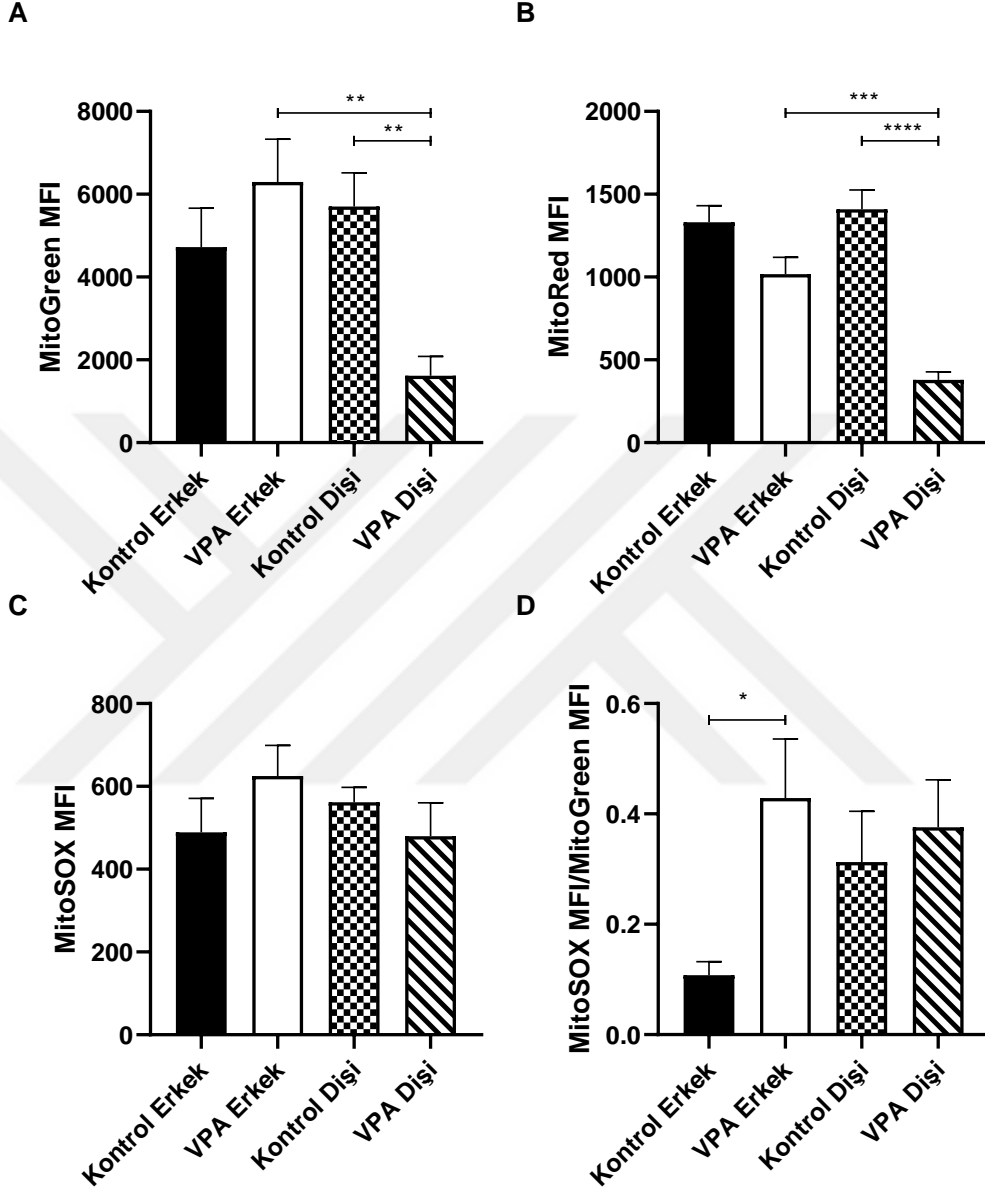 A
MitoGreen MFI
8000
6000
4000
2000
0
**
**
Kontrol Erkek
VPA Erkek
Kontrol Dişi
VPA Dişi
B
MitoRed MFI
2000
1500
1000
500
0
***
****
Kontrol Erkek
VPA Erkek
Kontrol Dişi
VPA Dişi
C
MitoSOX MFI
800
600
400
200
0
Kontrol Erkek
VPA Erkek
Kontrol Dişi
VPA Dişi
D
MitoSOX MFI/MitoGreen MFI
0.6
0.4
0.2
0.0
*
Kontrol Erkek
VPA Erkek
Kontrol Dişi
VPA Dişi